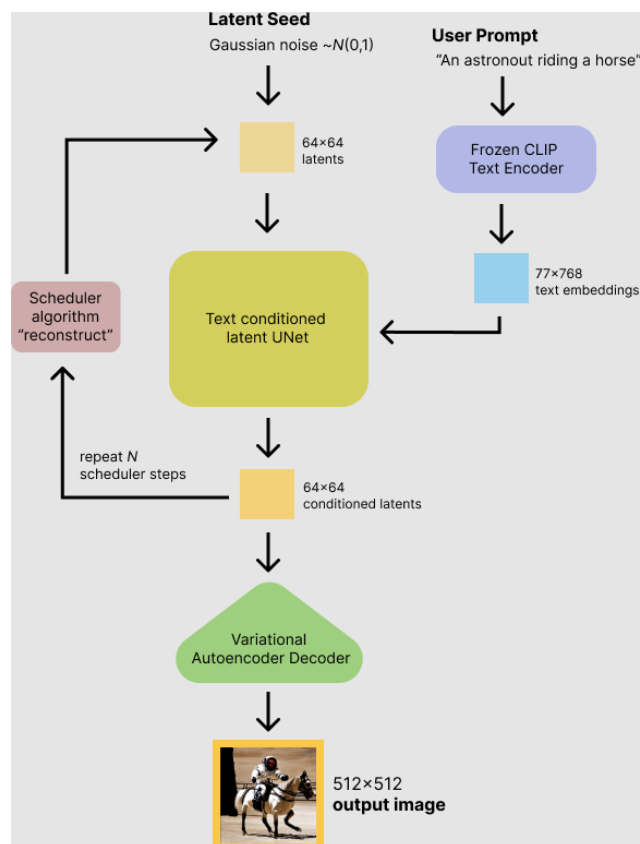 Latent Seed
Gaussian noise ~N(0,1)
User Prompt
“An astronout riding a horse”
64×64
latents
Frozen CLIP
Text Encoder
77×768
text embeddings
Scheduler
algorithm
“reconstruct”
Text conditioned
latent UNet
repeat N
scheduler steps
64×64
conditioned latents
Variational
Autoencoder Decoder
512×512
output image